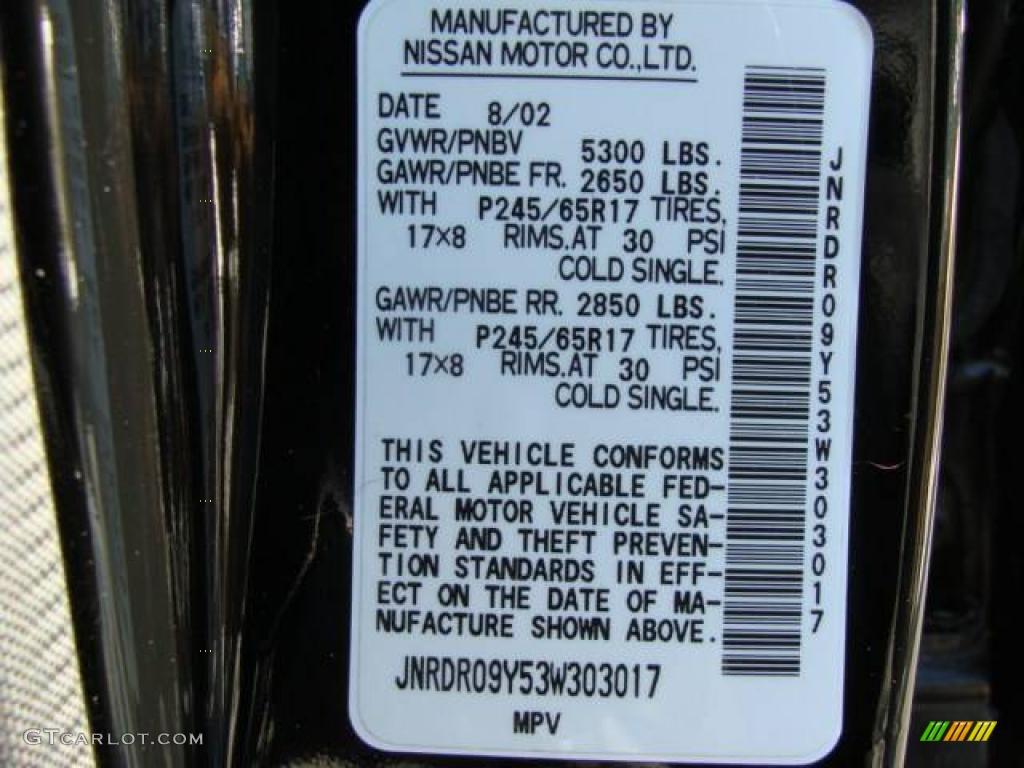 MANUFACTURED BY
NISSAN MOTOR CO.,LTD.
DATE 8/02
GVWR/PNBV 5300 LBS.
GAWR/PNBE FR. 2650 LBS.
WITH P245/65R17 TIRES,
17×8 RIMS.AT 30 PSI
COLD SINGLE.
GAWR/PNBE RR. 2850 LBS.
WITH P245/65R17 TIRES,
17×8 RIMS.AT 30 PSI
COLD SINGLE.
THIS VEHICLE CONFORMS
TO ALL APPLICABLE FED-
ERAL MOTOR VEHICLE SA-
FETY AND THEFT PREVEN-
TION STANDARDS IN EFF-
ECT ON THE DATE OF MA-
NUFACTURE SHOWN ABOVE.
JNRDR09Y53W303017
MPV
JNRDR09Y53W303017
GTcarlot.com